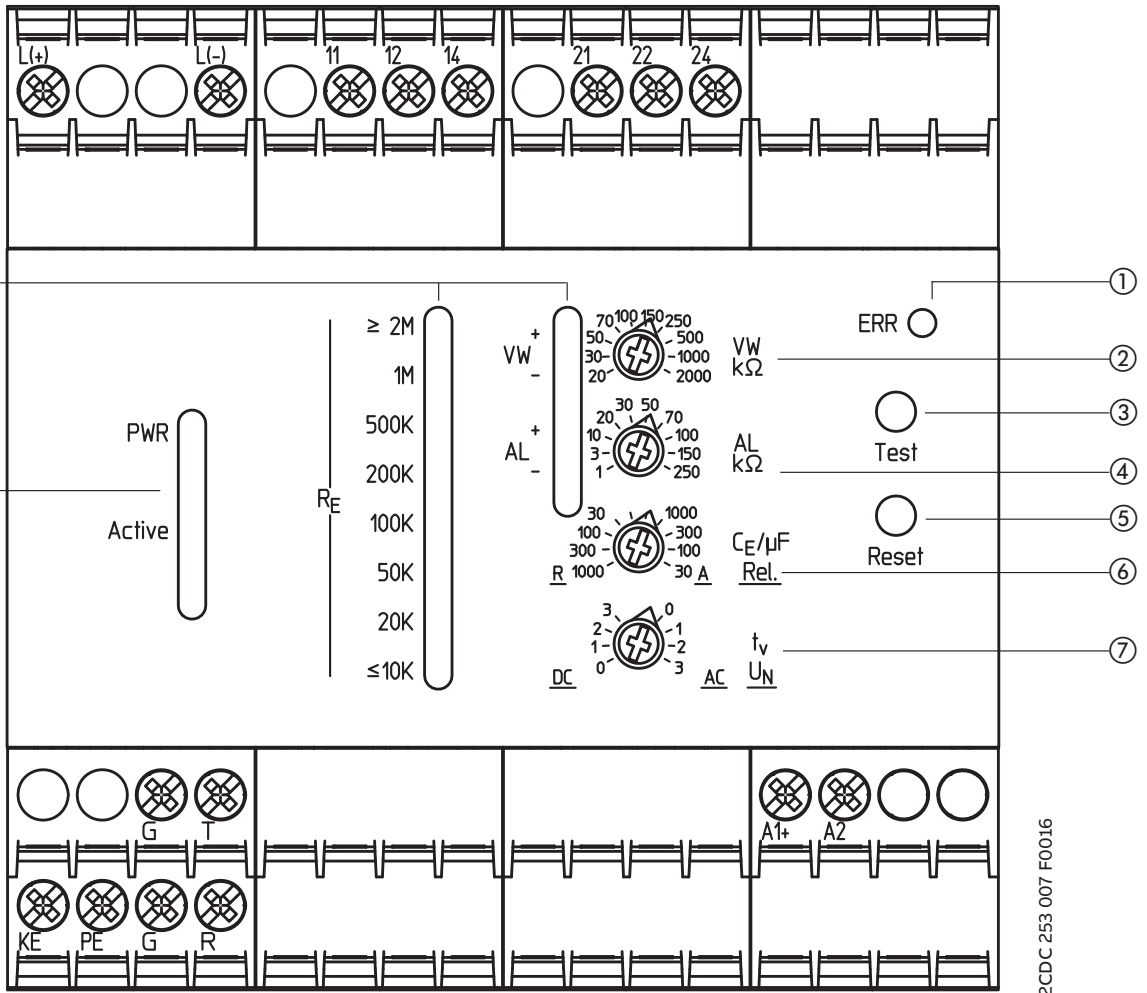 L(+) L(-) 11 12 14 21 22 24
PWR
Active
RE
≥ 2M
1M
500K
200K
100K
50K
20K
≤10K
VW + -
AL + -
20 30 50 70 100 150 250 500 1000 2000
VW
kΩ
1 3 10 20 30 50 70 100 150 250
AL
kΩ
R 1000 300 100 30 1000 300 100 30 A
CE/µF
Rel.
DC 0 1 2 3 0 1 2 3 AC
tv
UN
ERR
Test
Reset
①
②
③
④
⑤
⑥
⑦
G T
A1+ A2
KE PE G R
2CDC 253 007 F0016